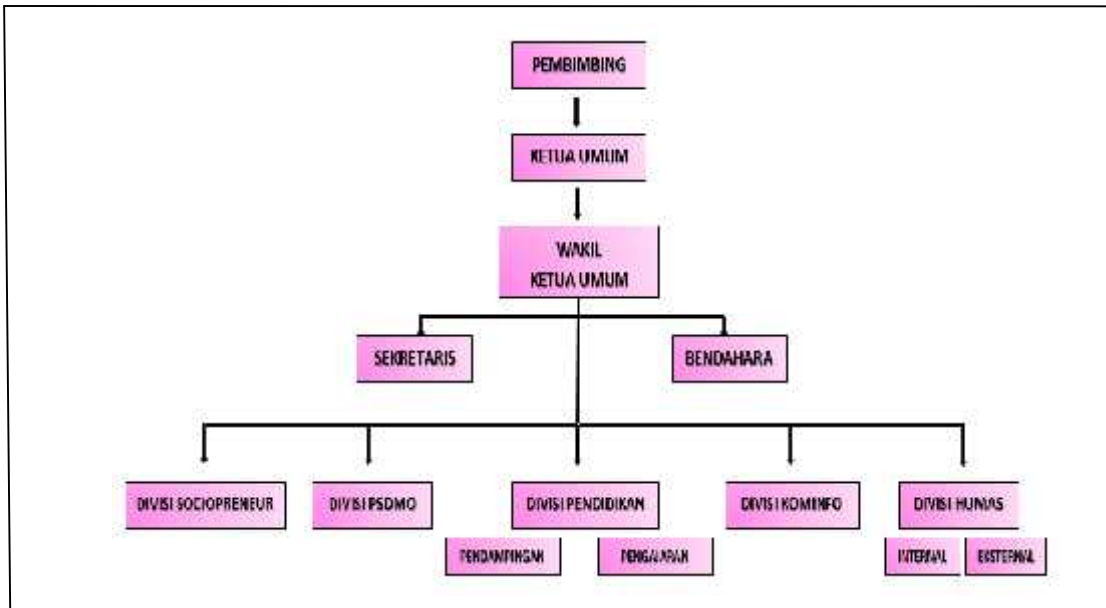 PEMBIMBING
KETUA UMUM
WAKIL
KETUA UMUM
SEKRETARIS
BENDAHARA
DIVISI SOCIOPRENEUR
DIVISI PSDMO
DIVISI PENDIDIKAN
DIVISI KOMINFO
DIVISI HUMAS
PENDAMPINGAN
PENGAJARAN
INTERNAL
EKSTERNAL